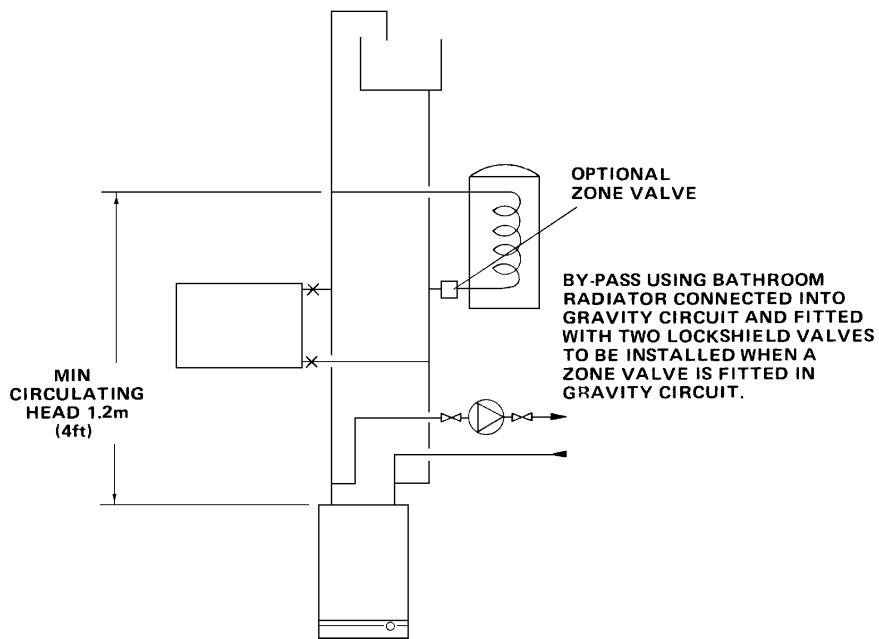 OPTIONAL
ZONE VALVE
BY-PASS USING BATHROOM
RADIATOR CONNECTED INTO
GRAVITY CIRCUIT AND FITTED
WITH TWO LOCKSHIELD VALVES
TO BE INSTALLED WHEN A
ZONE VALVE IS FITTED IN
GRAVITY CIRCUIT.
MIN
CIRCULATING
HEAD 1.2m
(4ft)